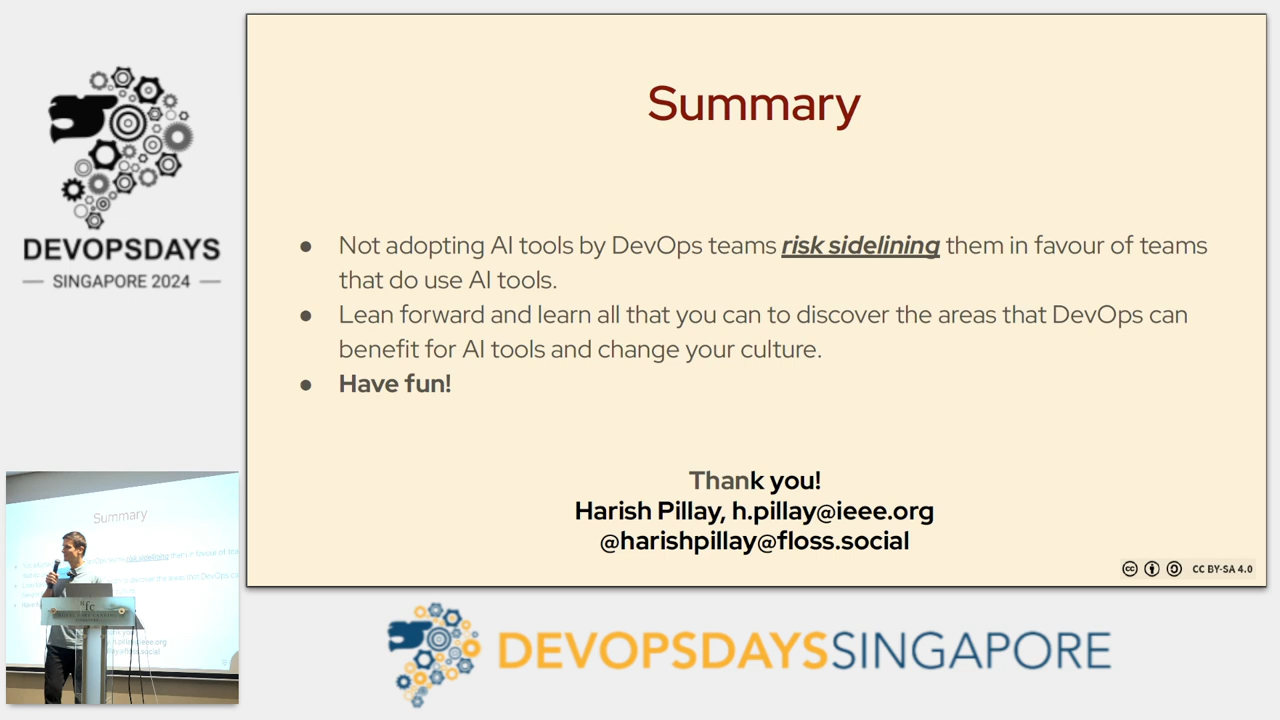 DEVOPSDAYS
SINGAPORE 2024
Summary
● Not adopting AI tools by DevOps teams risk sidelining them in favour of teams
that do use AI tools.
● Lean forward and learn all that you can to discover the areas that DevOps can
benefit for AI tools and change your culture.
● Have fun!
Thank you!
Harish Pillay, h.pillay@ieee.org
@harishpillay@floss.social
CC BY-SA 4.0
Summary
risk sidelining
DEVOPSDAYSSINGAPORE